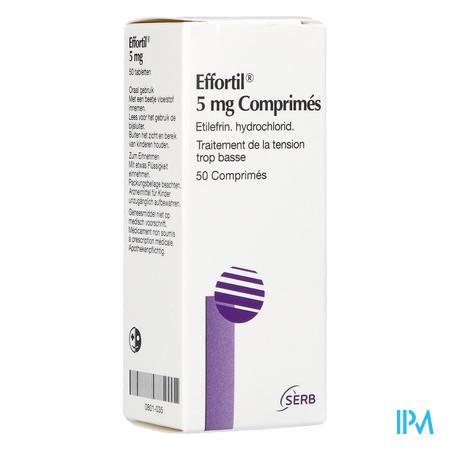 Effortil®
5 mg
50 tabletten
Oraal gebruik
Met een beetje vloeistof
innemen.
Lees voor het gebruik de
bijsluiter.
Buiten het zicht en bereik
van kinderen houden.
Zum Einnehmen
Mit etwas Flüssigkeit
einnehmen.
Packungsbeilage beachten.
Arzneimittel für Kinder
unzugänglich aufbewahren.
Geneesmiddel niet op
medisch voorschrift.
Médicament non soumis
à prescription médicale.
Apothekenpflichtig.
0801-035
Effortil®
5 mg Comprimés
Etilefrin. hydrochlorid.
Traitement de la tension
trop basse
50 Comprimés
SERB
IPM